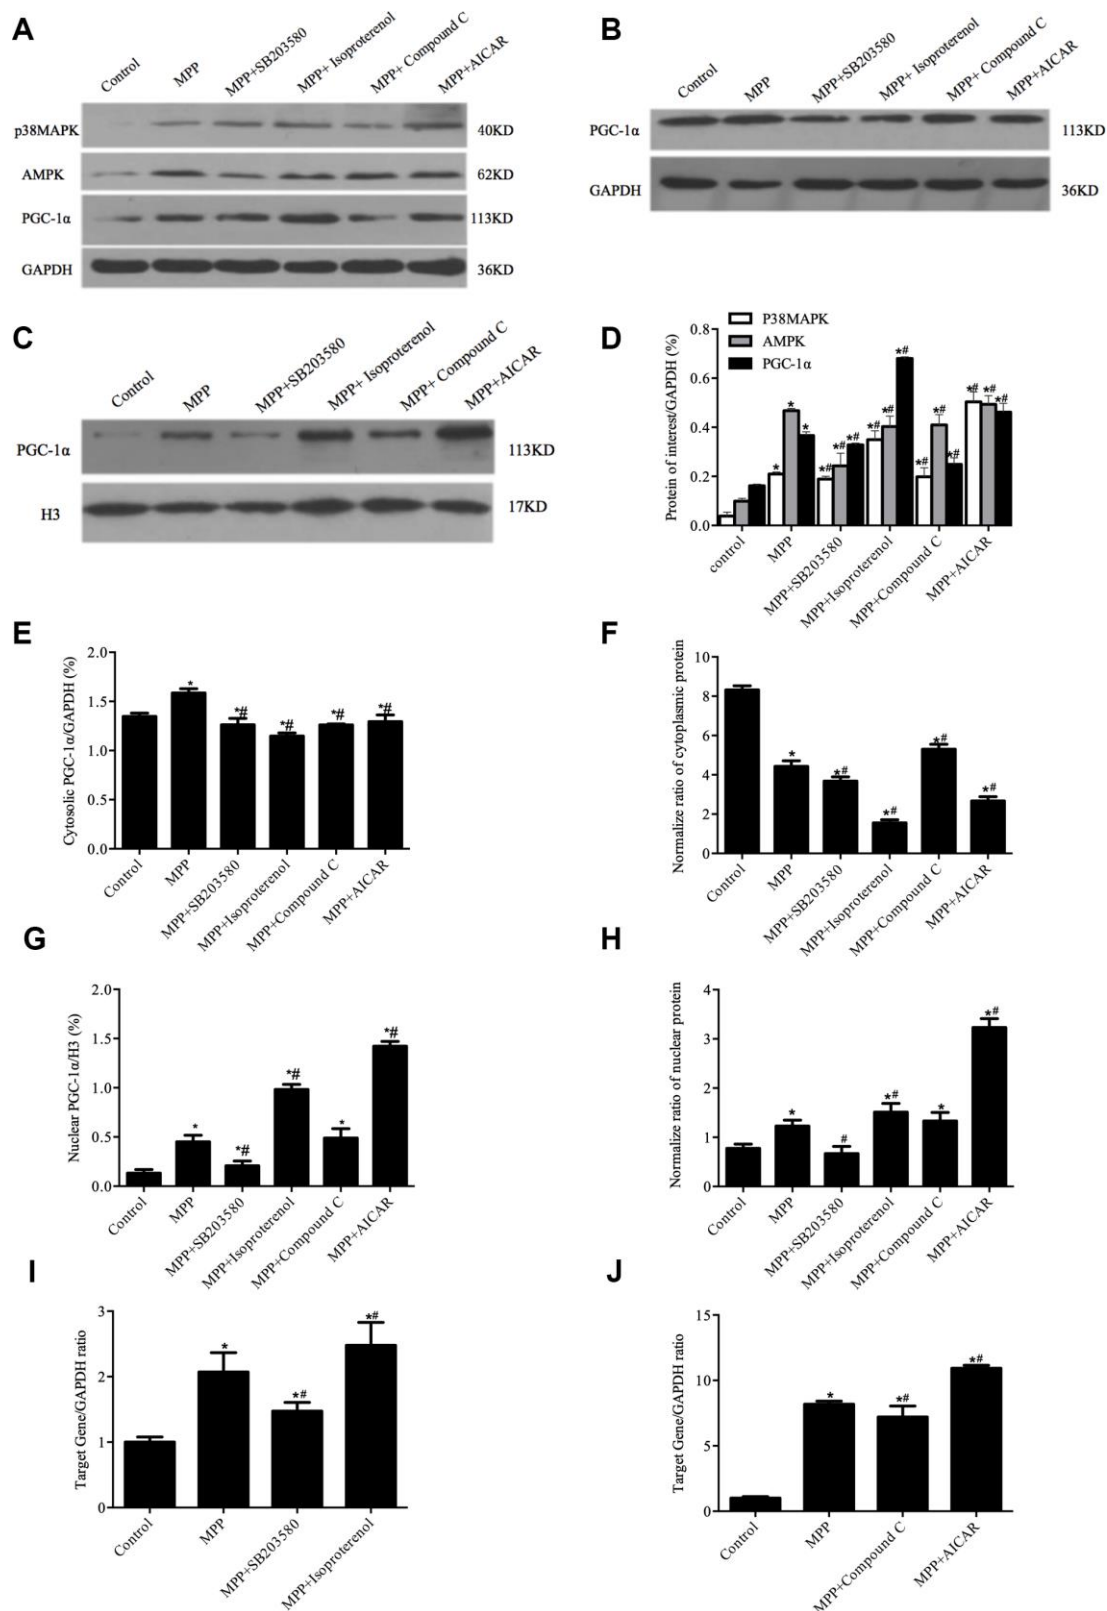 A
Control
MPP
MPP+SB203580
MPP+ Isoproterenol
MPP+ Compound C
MPP+AICAR
p38MAPK
40KD
AMPK
62KD
PGC-1α
113KD
GAPDH
36KD
B
Control
MPP
MPP+SB203580
MPP+ Isoproterenol
MPP+ Compound C
MPP+AICAR
PGC-1α
113KD
GAPDH
36KD
C
Control
MPP
MPP+SB203580
MPP+ Isoproterenol
MPP+ Compound C
MPP+AICAR
PGC-1α
113KD
H3
17KD
D
P38MAPK
AMPK
PGC-1α
Protein of interest/GAPDH (%)
0.8
0.6
0.4
0.2
0.0
*
*
*
*#
*#
*#
*#
*#
*#
*#
*#
*#
*#
*#
*#
control
MPP
MPP+SB203580
MPP+Isoproterenol
MPP+Compound C
MPP+AICAR
E
Cytosolic PGC-1α/GAPDH (%)
2.0
1.5
1.0
0.5
0.0
*
*#
*#
*#
*#
Control
MPP
MPP+SB203580
MPP+Isoproterenol
MPP+Compound C
MPP+AICAR
F
Normalize ratio of cytoplasmic protein
10
8
6
4
2
0
*
*#
*#
*#
*#
Control
MPP
MPP+SB203580
MPP+Isoproterenol
MPP+Compound C
MPP+AICAR
G
Nuclear PGC-1α/H3 (%)
2.0
1.5
1.0
0.5
0.0
*
*#
*#
*
*#
Control
MPP
MPP+SB203580
MPP+Isoproterenol
MPP+Compound C
MPP+AICAR
H
Normalize ratio of nuclear protein
4
3
2
1
0
*
#
*#
*
*#
Control
MPP
MPP+SB203580
MPP+Isoproterenol
MPP+Compound C
MPP+AICAR
I
Target Gene/GAPDH ratio
3
2
1
0
*
*#
*#
Control
MPP
MPP+SB203580
MPP+Isoproterenol
J
Target Gene/GAPDH ratio
15
10
5
0
*
*#
*#
Control
MPP
MPP+Compound C
MPP+AICAR